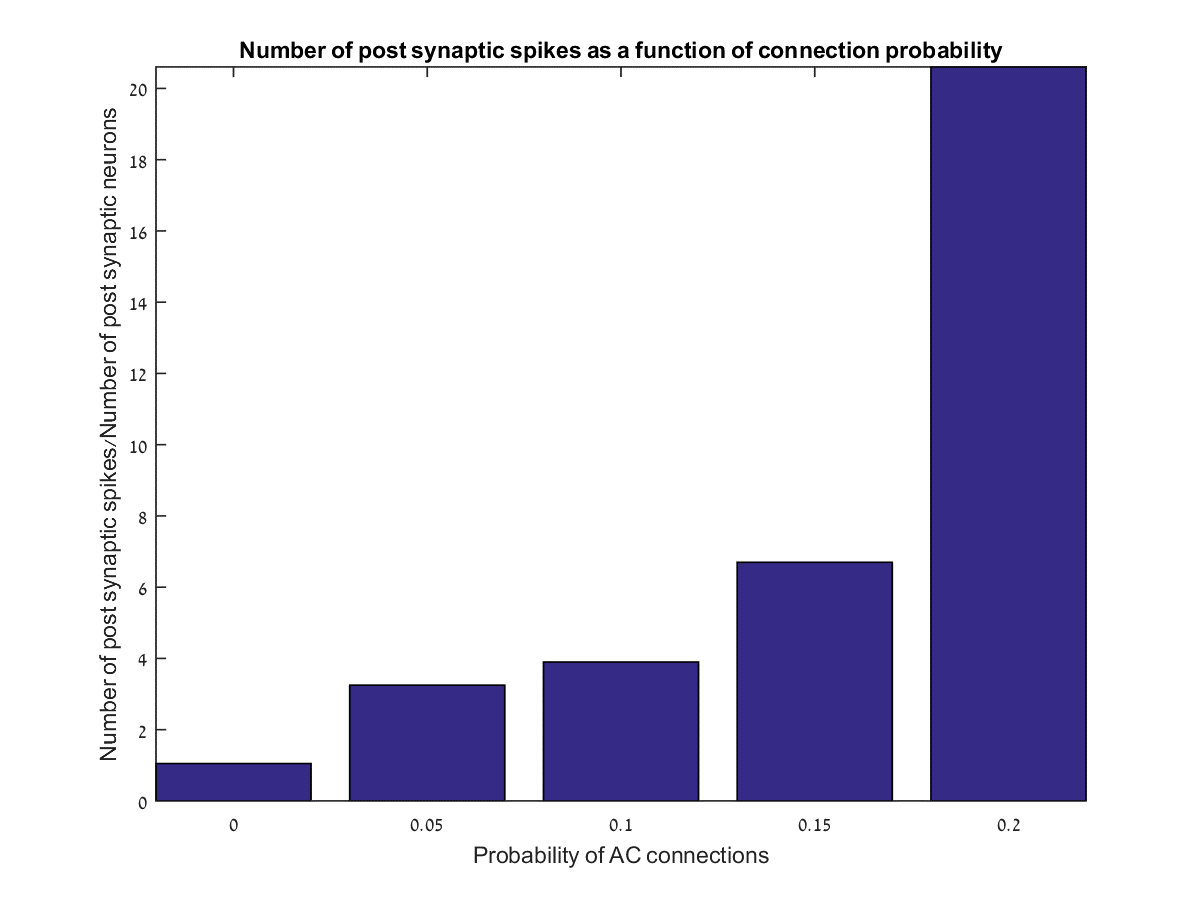 Number of post synaptic spikes as a function of connection probability
Number of post synaptic spikes/Number of post synaptic neurons
20
18
16
14
12
10
8
6
4
2
0
0 0.05 0.1 0.15 0.2
Probability of AC connections